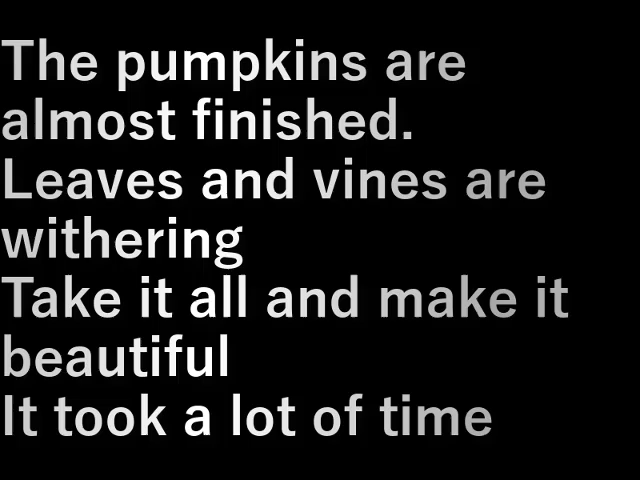 The pumpkins are
almost finished.
Leaves and vines are
withering
Take it all and make it
beautiful
It took a lot of time